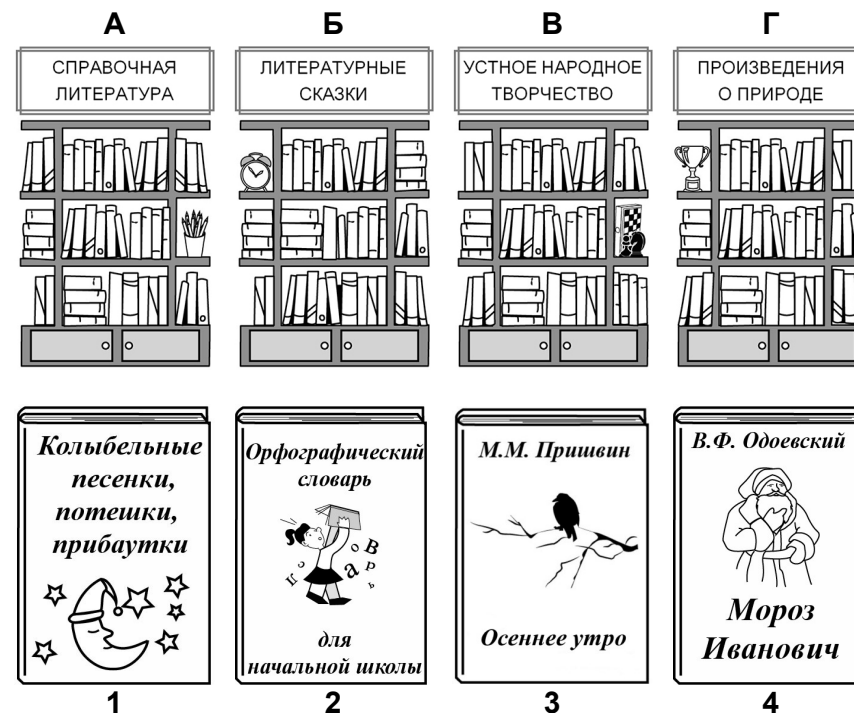 А
Б
В
Г
СПРАВОЧНАЯ
ЛИТЕРАТУРА
ЛИТЕРАТУРНЫЕ
СКАЗКИ
УСТНОЕ НАРОДНОЕ
ТВОРЧЕСТВО
ПРОИЗВЕДЕНИЯ
О ПРИРОДЕ
Колыбельные
песенки,
потешки,
прибаутки
Орфографический
словарь
с о В
и а р ь
для
начальной школы
М.М. Пришвин
Осеннее утро
В.Ф. Одоевский
Мороз
Иванович
1
2
3
4